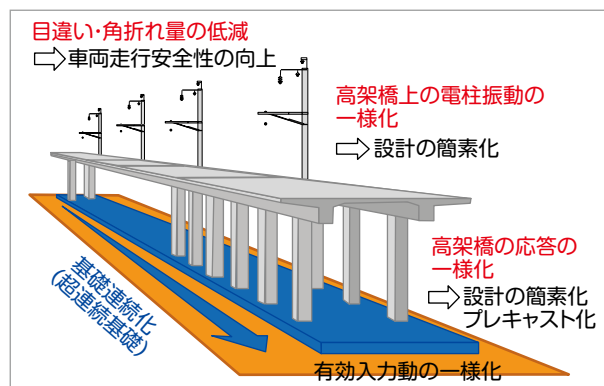 目違い・角折れ量の低減
⇨車両走行安全性の向上
高架橋上の電柱振動の
一様化
⇨設計の簡素化
高架橋の応答の
一様化
⇨設計の簡素化
プレキャスト化
基礎連続化
(超連続基礎)
有効入力動の一様化